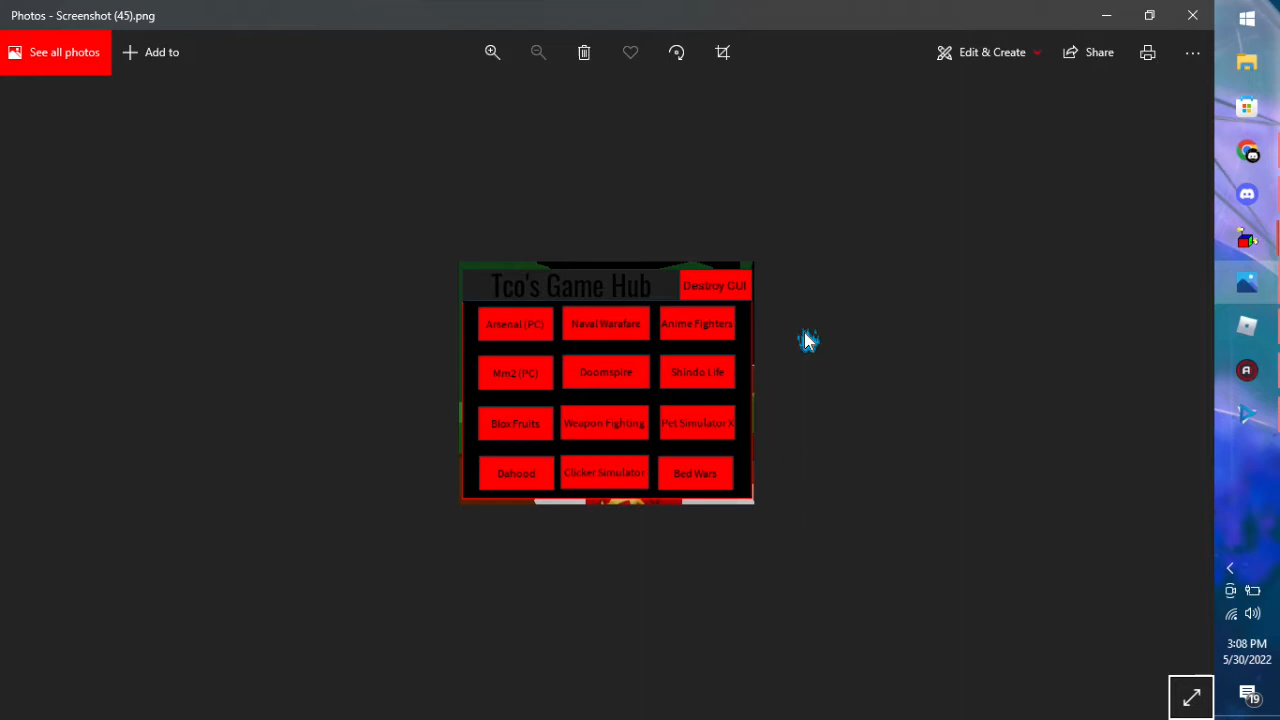 Photos - Screenshot (45).png
See all photos
Add to
Edit & Create
Share
Tco's Game Hub
Destroy GUI
Arsenal (PC)
Naval Warafare
Anime Fighters
Mm2 (PC)
Doomspire
Shindo Life
Blox Fruits
Weapon Fighting
Pet Simulator X
Dahood
Clicker Simulator
Bed Wars
3:08 PM
5/30/2022
19